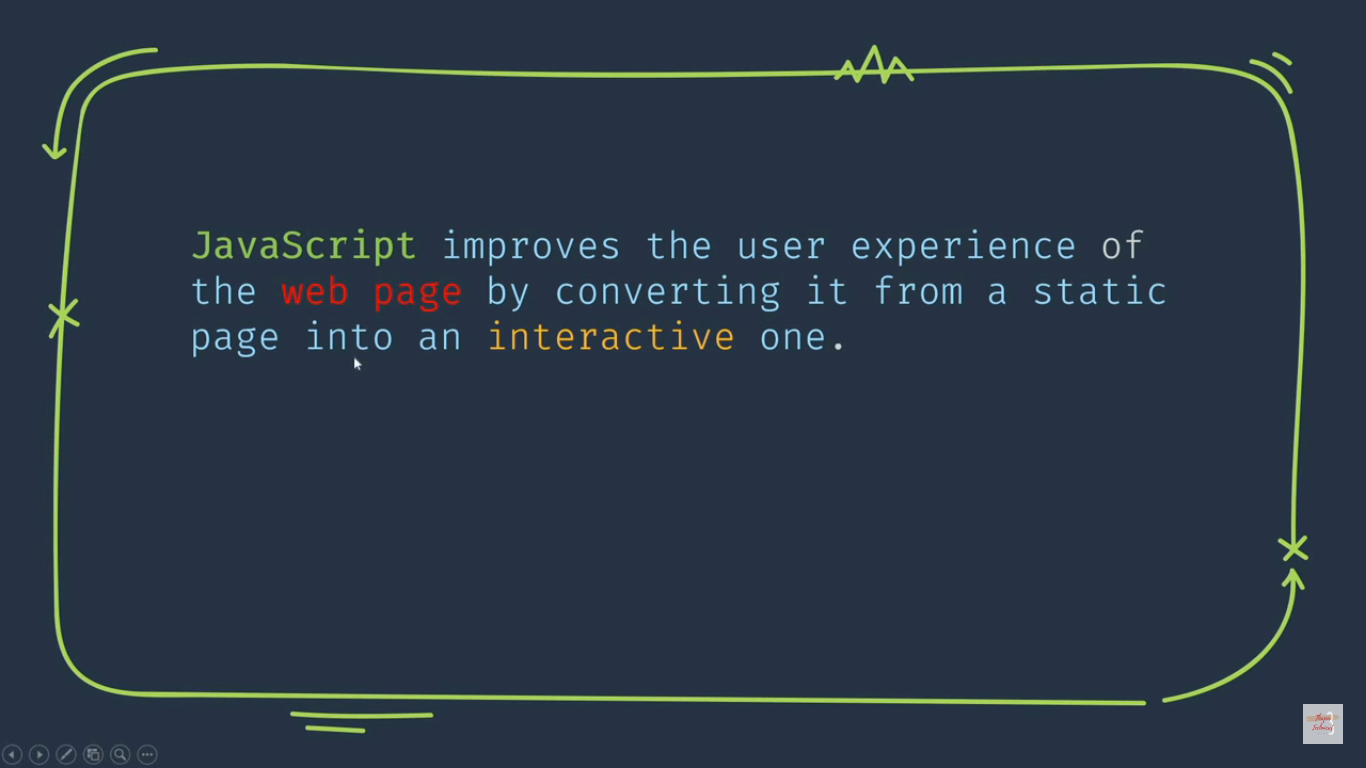 JavaScript improves the user experience of
the web page by converting it from a static
page into an interactive one.